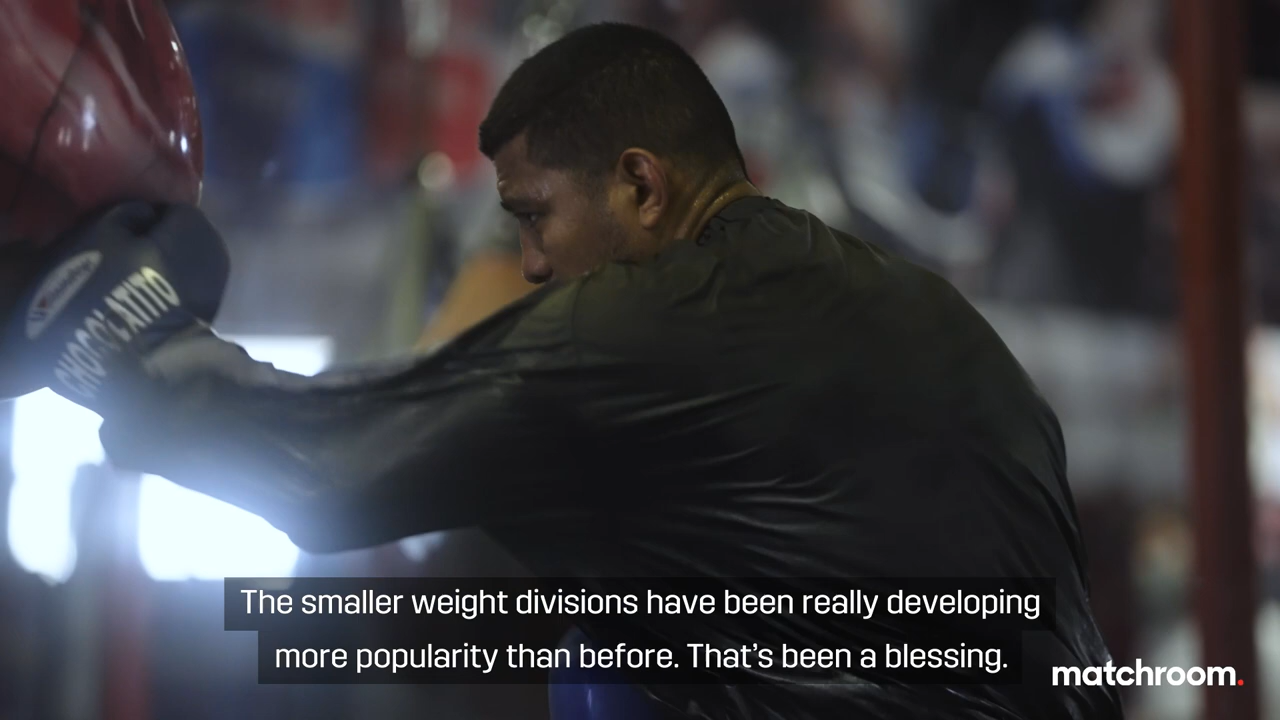 CHOCOLATITO
The smaller weight divisions have been really developing
more popularity than before. That's been a blessing.
matchroom.